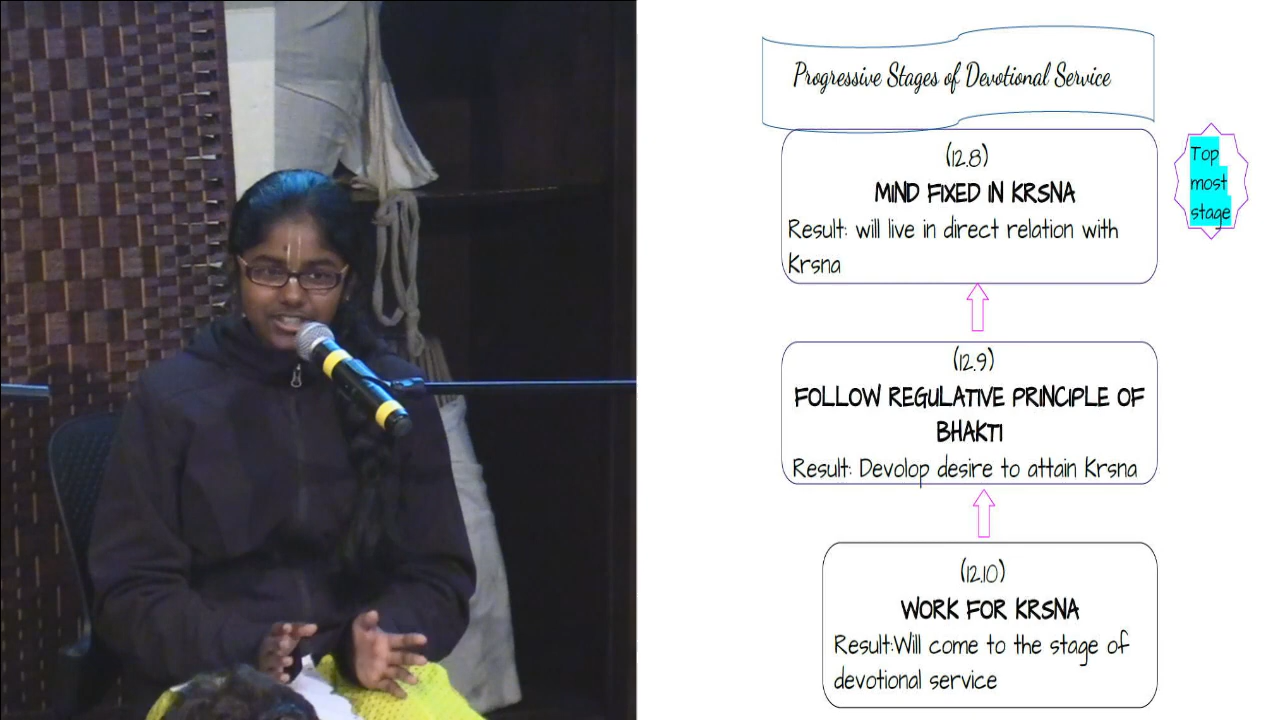 Progressive Stages of Devotional Service
(12.8)
MIND FIXED IN KRSNA
Result: will live in direct relation with
Krsna
Top
most
stage
(12.9)
FOLLOW REGULATIVE PRINCIPLE OF
BHAKTI
Result: Devolop desire to attain Krsna
(12.10)
WORK FOR KRSNA
Result:Will come to the stage of
devotional service